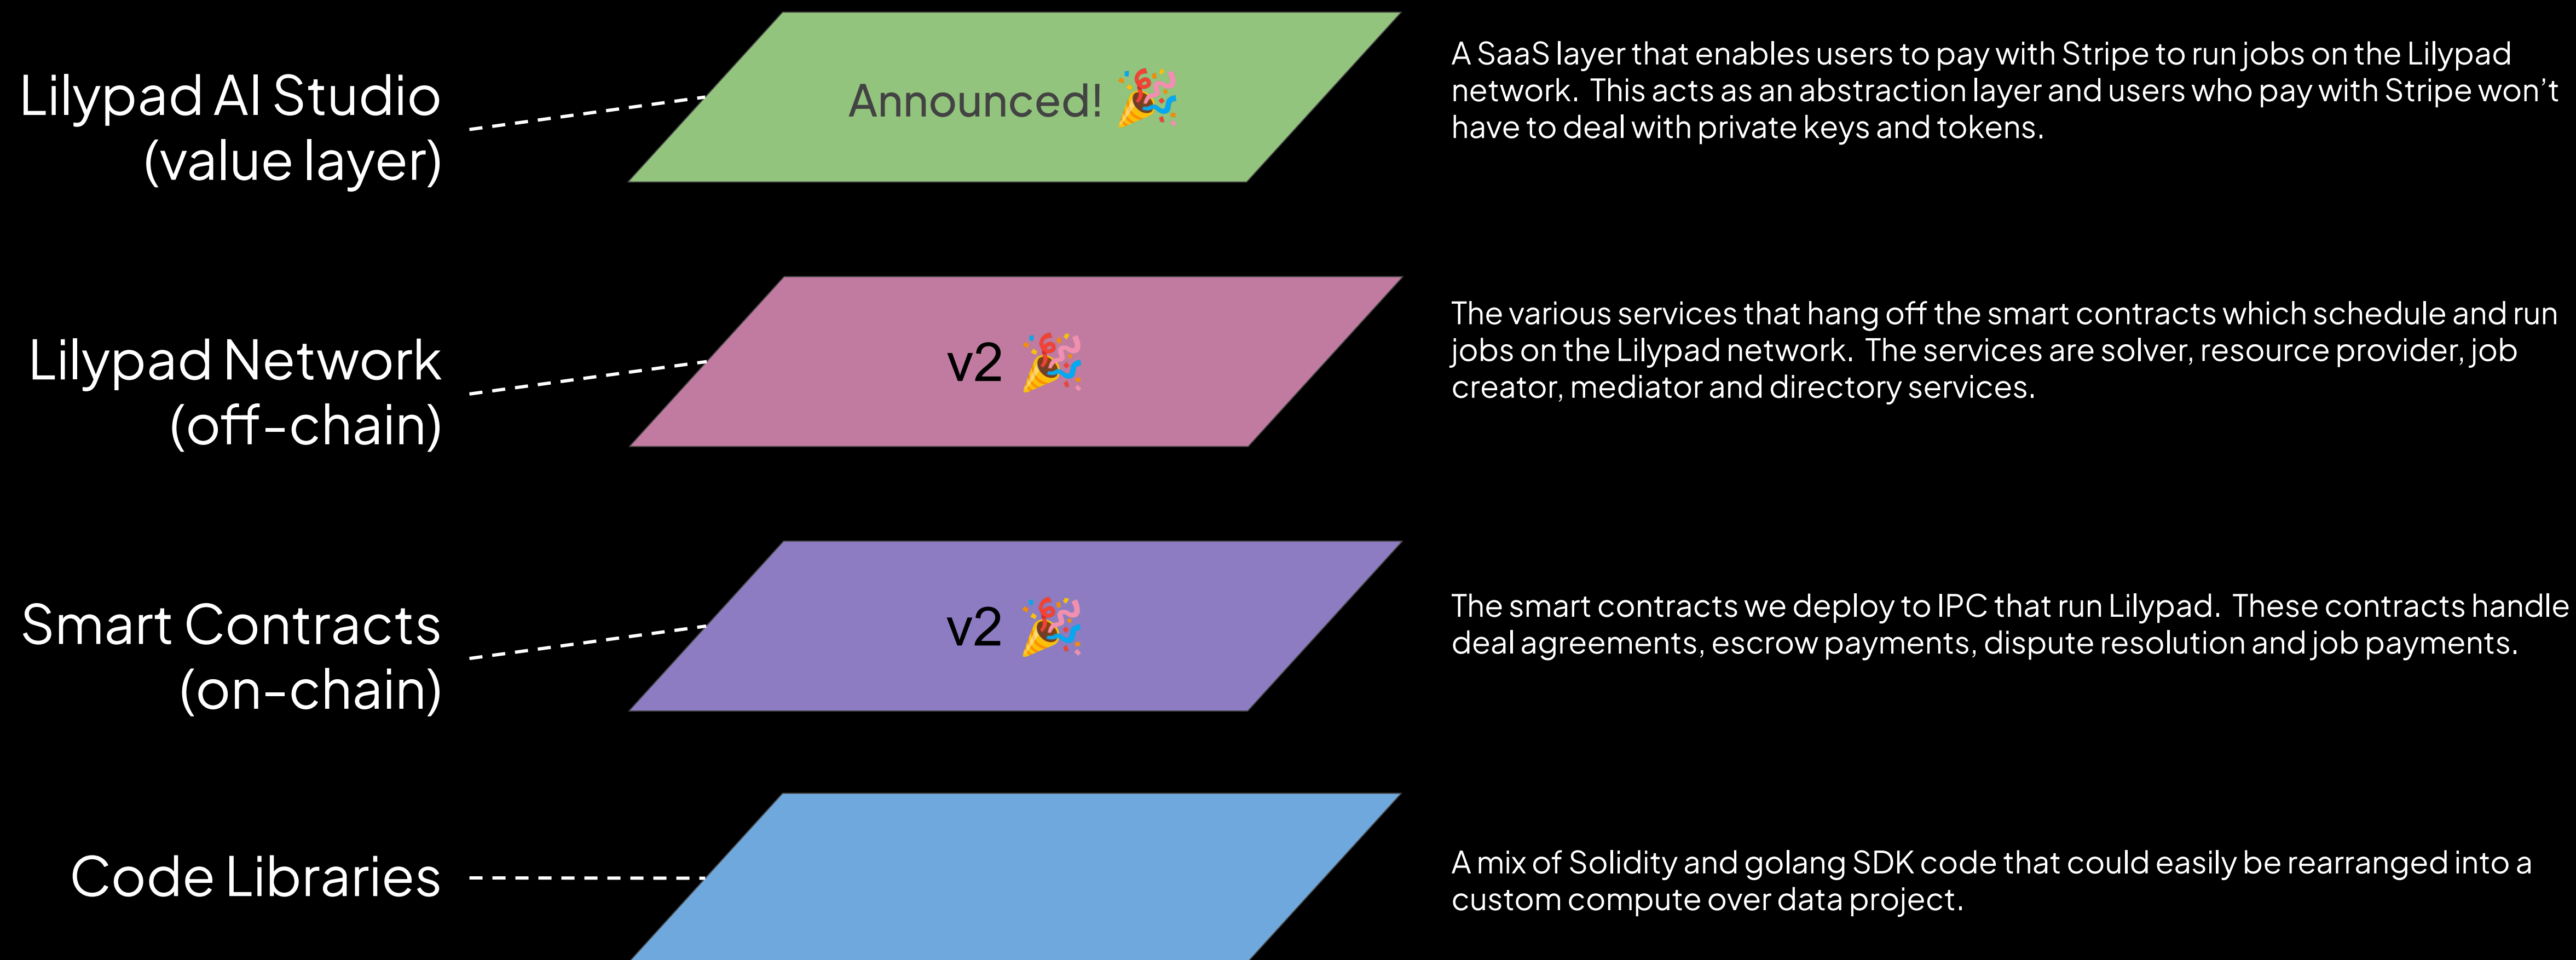 Lilypad AI Studio
(value layer)
Announced! 🎉
A SaaS layer that enables users to pay with Stripe to run jobs on the Lilypad
network.  This acts as an abstraction layer and users who pay with Stripe won’t
have to deal with private keys and tokens.
Lilypad Network
(off-chain)
v2 🎉
The various services that hang off the smart contracts which schedule and run
jobs on the Lilypad network.  The services are solver, resource provider, job
creator, mediator and directory services.
Smart Contracts
(on-chain)
v2 🎉
The smart contracts we deploy to IPC that run Lilypad.  These contracts handle
deal agreements, escrow payments, dispute resolution and job payments.
Code Libraries
A mix of Solidity and golang SDK code that could easily be rearranged into a
custom compute over data project.